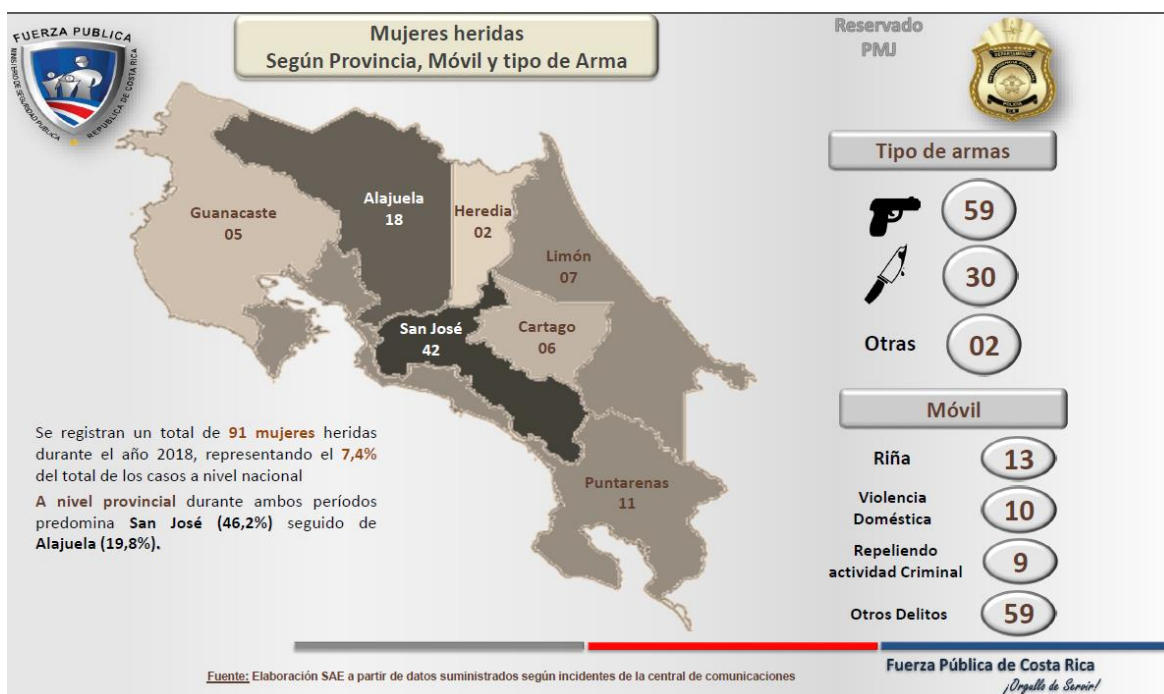 FUERZA PUBLICA
MINISTERIO DE SEGURIDAD PUBLICA
REPUBLICA DE COSTA RICA
Mujeres heridas
Según Provincia, Móvil y tipo de Arma
Reservado
PMJ
DEPARTAMENTO
POLICIA
Guanacaste
05
Alajuela
18
Heredia
02
Limón
07
San José
42
Cartago
06
Puntarenas
11
Se registran un total de 91 mujeres heridas
durante el año 2018, representando el 7,4%
del total de los casos a nivel nacional
A nivel provincial durante ambos períodos
predomina San José (46,2%) seguido de
Alajuela (19,8%).
Tipo de armas
59
30
Otras 02
Móvil
Riña 13
Violencia
Doméstica 10
Repeliendo
actividad Criminal 9
Otros Delitos 59
Fuente: Elaboración SAE a partir de datos suministrados según incidentes de la central de comunicaciones
Fuerza Pública de Costa Rica
¡Orgullo de Servir!